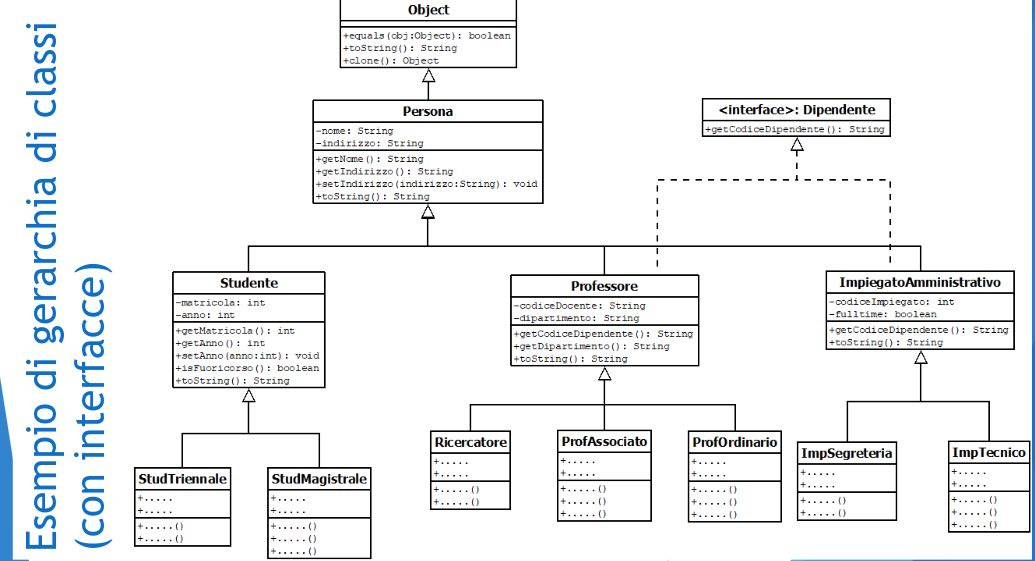 Esempio di gerarchia di classi
(con interfacce)
Object
+equals(obj:Object): boolean
+toString(): String
+clone(): Object
Persona
-nome: String
-indirizzo: String
+getNome(): String
+getIndirizzo(): String
+setIndirizzo(indirizzo:String): void
+toString(): String
<interface>: Dipendente
+getCodiceDipendente(): String
Studente
-matricola: int
-anno: int
+getMatricola(): int
+getAnno(): int
+setAnno(anno:int): void
+isFuoricorso(): boolean
+toString(): String
Professore
-codiceDocente: String
-dipartimento: String
+getCodiceDipendente(): String
+getDipartimento(): String
+toString(): String
ImpiegatoAmministrativo
-codiceImpiegato: int
-fulltime: boolean
+getCodiceDipendente(): String
+toString(): String
StudTriennale
+.....
+.....
+.....()
+.....()
StudMagistrale
+.....
+.....
+.....()
+.....()
+.....()
Ricercatore
+.....
+.....
+.....()
+.....()
ProfAssociato
+.....
+.....
+.....()
+.....()
+.....()
ProfOrdinario
+.....
+.....
+.....()
+.....()
+.....()
ImpSegreteria
+.....
+.....
+.....()
+.....()
ImpTecnico
+.....
+.....
+.....()
+.....()
+.....()